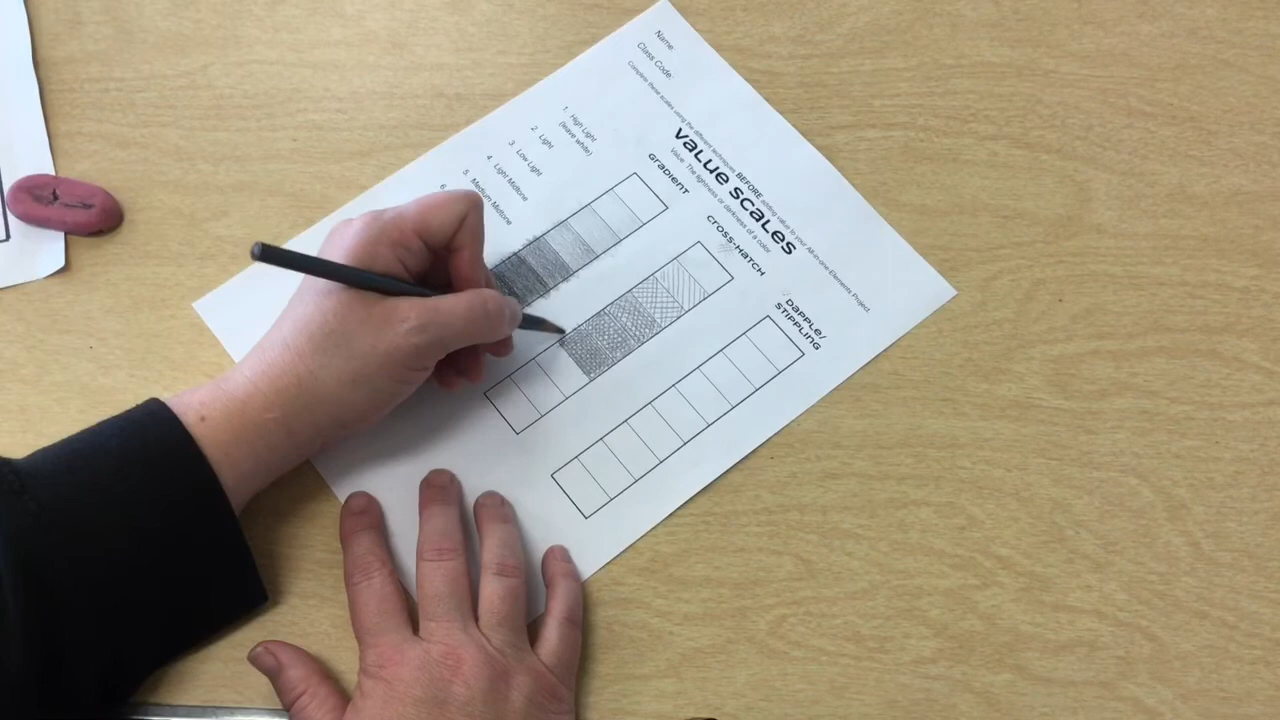 Name:
Class Code:
Complete these scales using the different techniques BEFORE adding value to your All-in-one-Elements Project.
value scales
Value: The lightness or darkness of a color.
Gradient
Cross-Hatch
Dapple/
Stippling
1. High Light
(leave white)
2. Light
3. Low Light
4. Light Midtone
5. Medium Midtone
6.